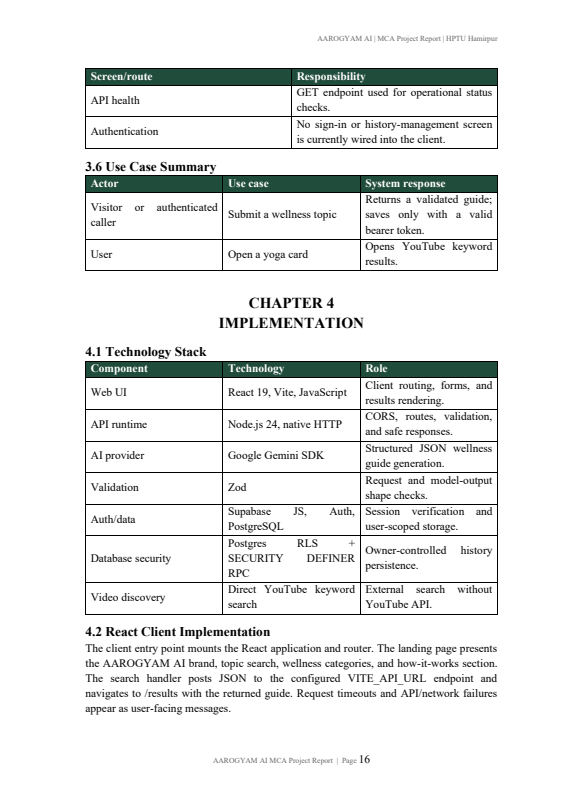 AAROGYAM AI | MCA Project Report | HPTU Hamirpur
Screen/route Responsibility
API health
GET endpoint used for operational status
checks.
Authentication
No sign-in or history-management screen
is currently wired into the client.
3.6 Use Case Summary
Actor Use case System response
Visitor or authenticated
caller
Submit a wellness topic
Returns a validated guide;
saves only with a valid
bearer token.
User
Open a yoga card
Opens YouTube keyword
results.
CHAPTER 4
IMPLEMENTATION
4.1 Technology Stack
Component Technology Role
Web UI
React 19, Vite, JavaScript
Client routing, forms, and
results rendering.
API runtime
Node.js 24, native HTTP
CORS, routes, validation,
and safe responses.
AI provider
Google Gemini SDK
Structured JSON wellness
guide generation.
Validation
Zod
Request and model-output
shape checks.
Auth/data
Supabase JS, Auth,
PostgreSQL
Session verification and
user-scoped storage.
Database security
Postgres RLS +
SECURITY DEFINER
RPC
Owner-controlled history
persistence.
Video discovery
Direct YouTube keyword
search
External search without
YouTube API.
4.2 React Client Implementation
The client entry point mounts the React application and router. The landing page presents
the AAROGYAM AI brand, topic search, wellness categories, and how-it-works section.
The search handler posts JSON to the configured VITE_API_URL endpoint and
navigates to /results with the returned guide. Request timeouts and API/network failures
appear as user-facing messages.
AAROGYAM AI MCA Project Report | Page 16